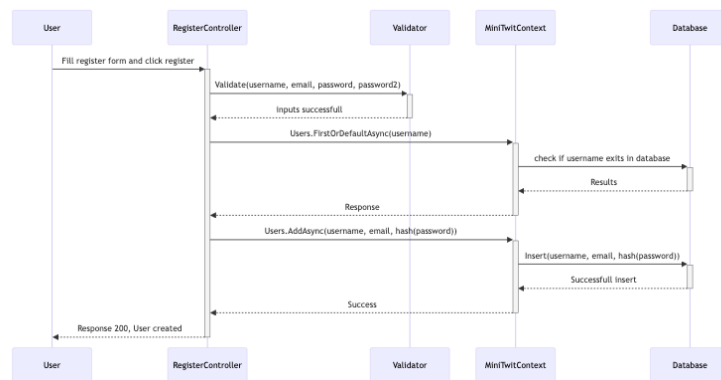 User RegisterController Validator MiniTwitContext Database
Fill register form and click register
Validate(username, email, password, password2)
inputs successfull
Users.FirstOrDefaultAsync(username)
check if username exits in database
Results
Response
Users.AddAsync(username, email, hash(password))
Insert(username, email, hash(password))
Successfull insert
Success
Response 200, User created
User RegisterController Validator MiniTwitContext Database